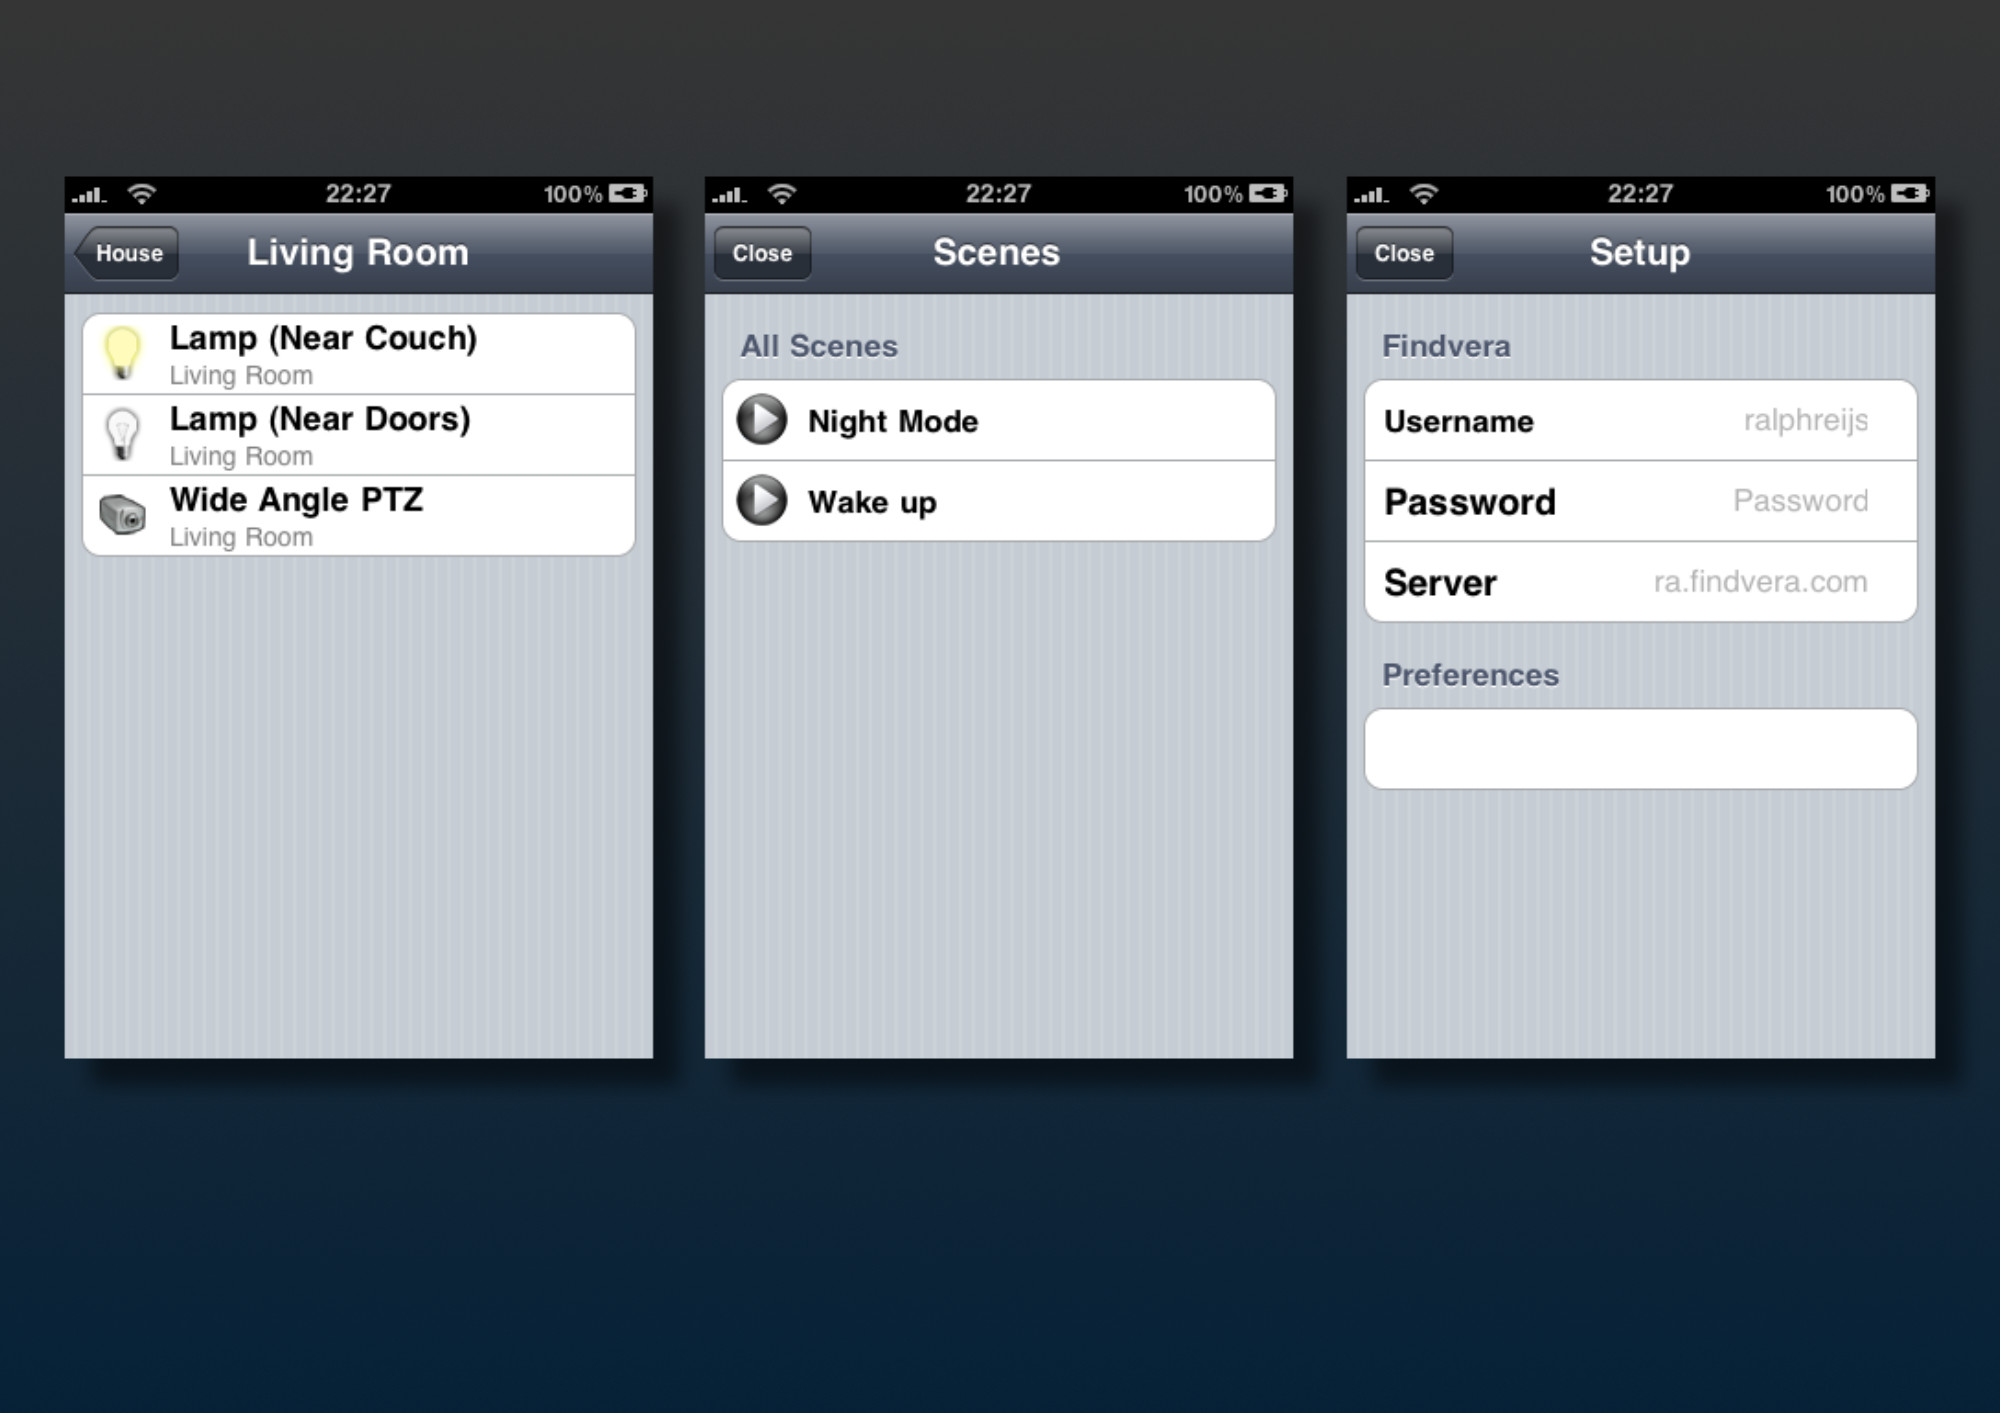 22:27
100%
House
Living Room
Lamp (Near Couch)
Living Room
Lamp (Near Doors)
Living Room
Wide Angle PTZ
Living Room
22:27
100%
Close
Scenes
All Scenes
Night Mode
Wake up
22:27
100%
Close
Setup
Findvera
Username ralphreijs
Password Password
Server ra.findvera.com
Preferences